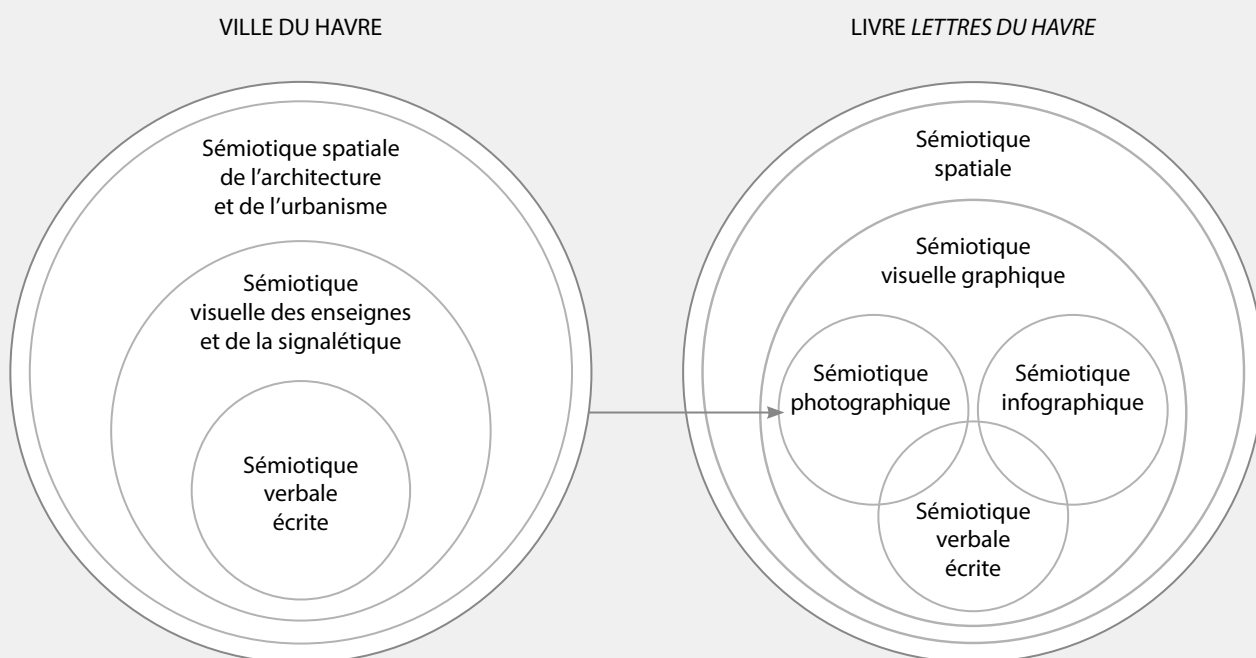 VILLE DU HAVRE
Sémiotique spatiale
de l'architecture
et de l'urbanisme
Sémiotique
visuelle des enseignes
et de la signalétique
Sémiotique
verbale
écrite
LIVRE LETTRES DU HAVRE
Sémiotique
spatiale
Sémiotique
visuelle graphique
Sémiotique
photographique
Sémiotique
infographique
Sémiotique
verbale
écrite